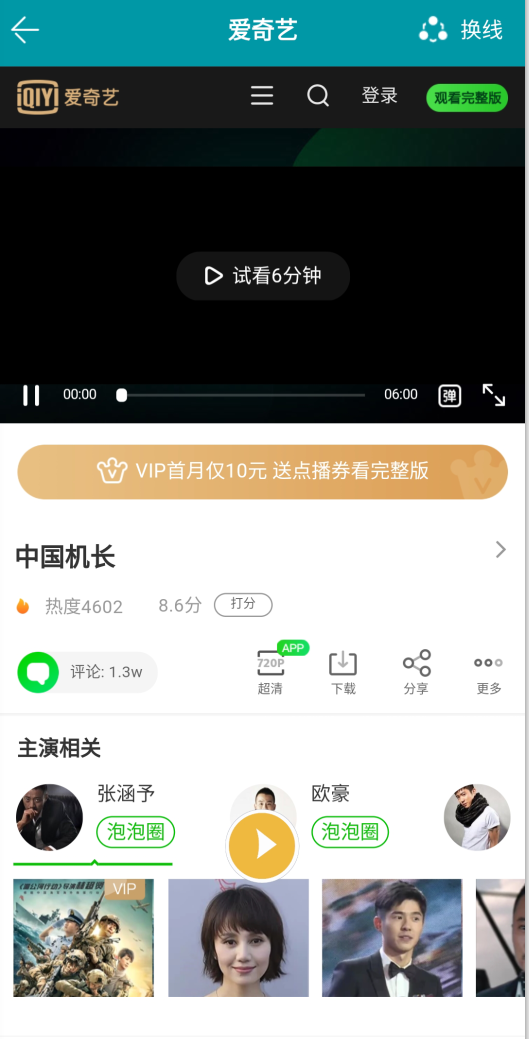 爱奇艺
换线
iQIYI 爱奇艺
登录
观看完整版
试看6分钟
00:00
06:00
弹
VIP首月仅10元 送点播券看完整版
中国机长
热度4602
8.6分
打分
评论: 1.3w
APP
720P
超清
下载
分享
更多
主演相关
张涵予
泡泡圈
欧豪
泡泡圈
VIP